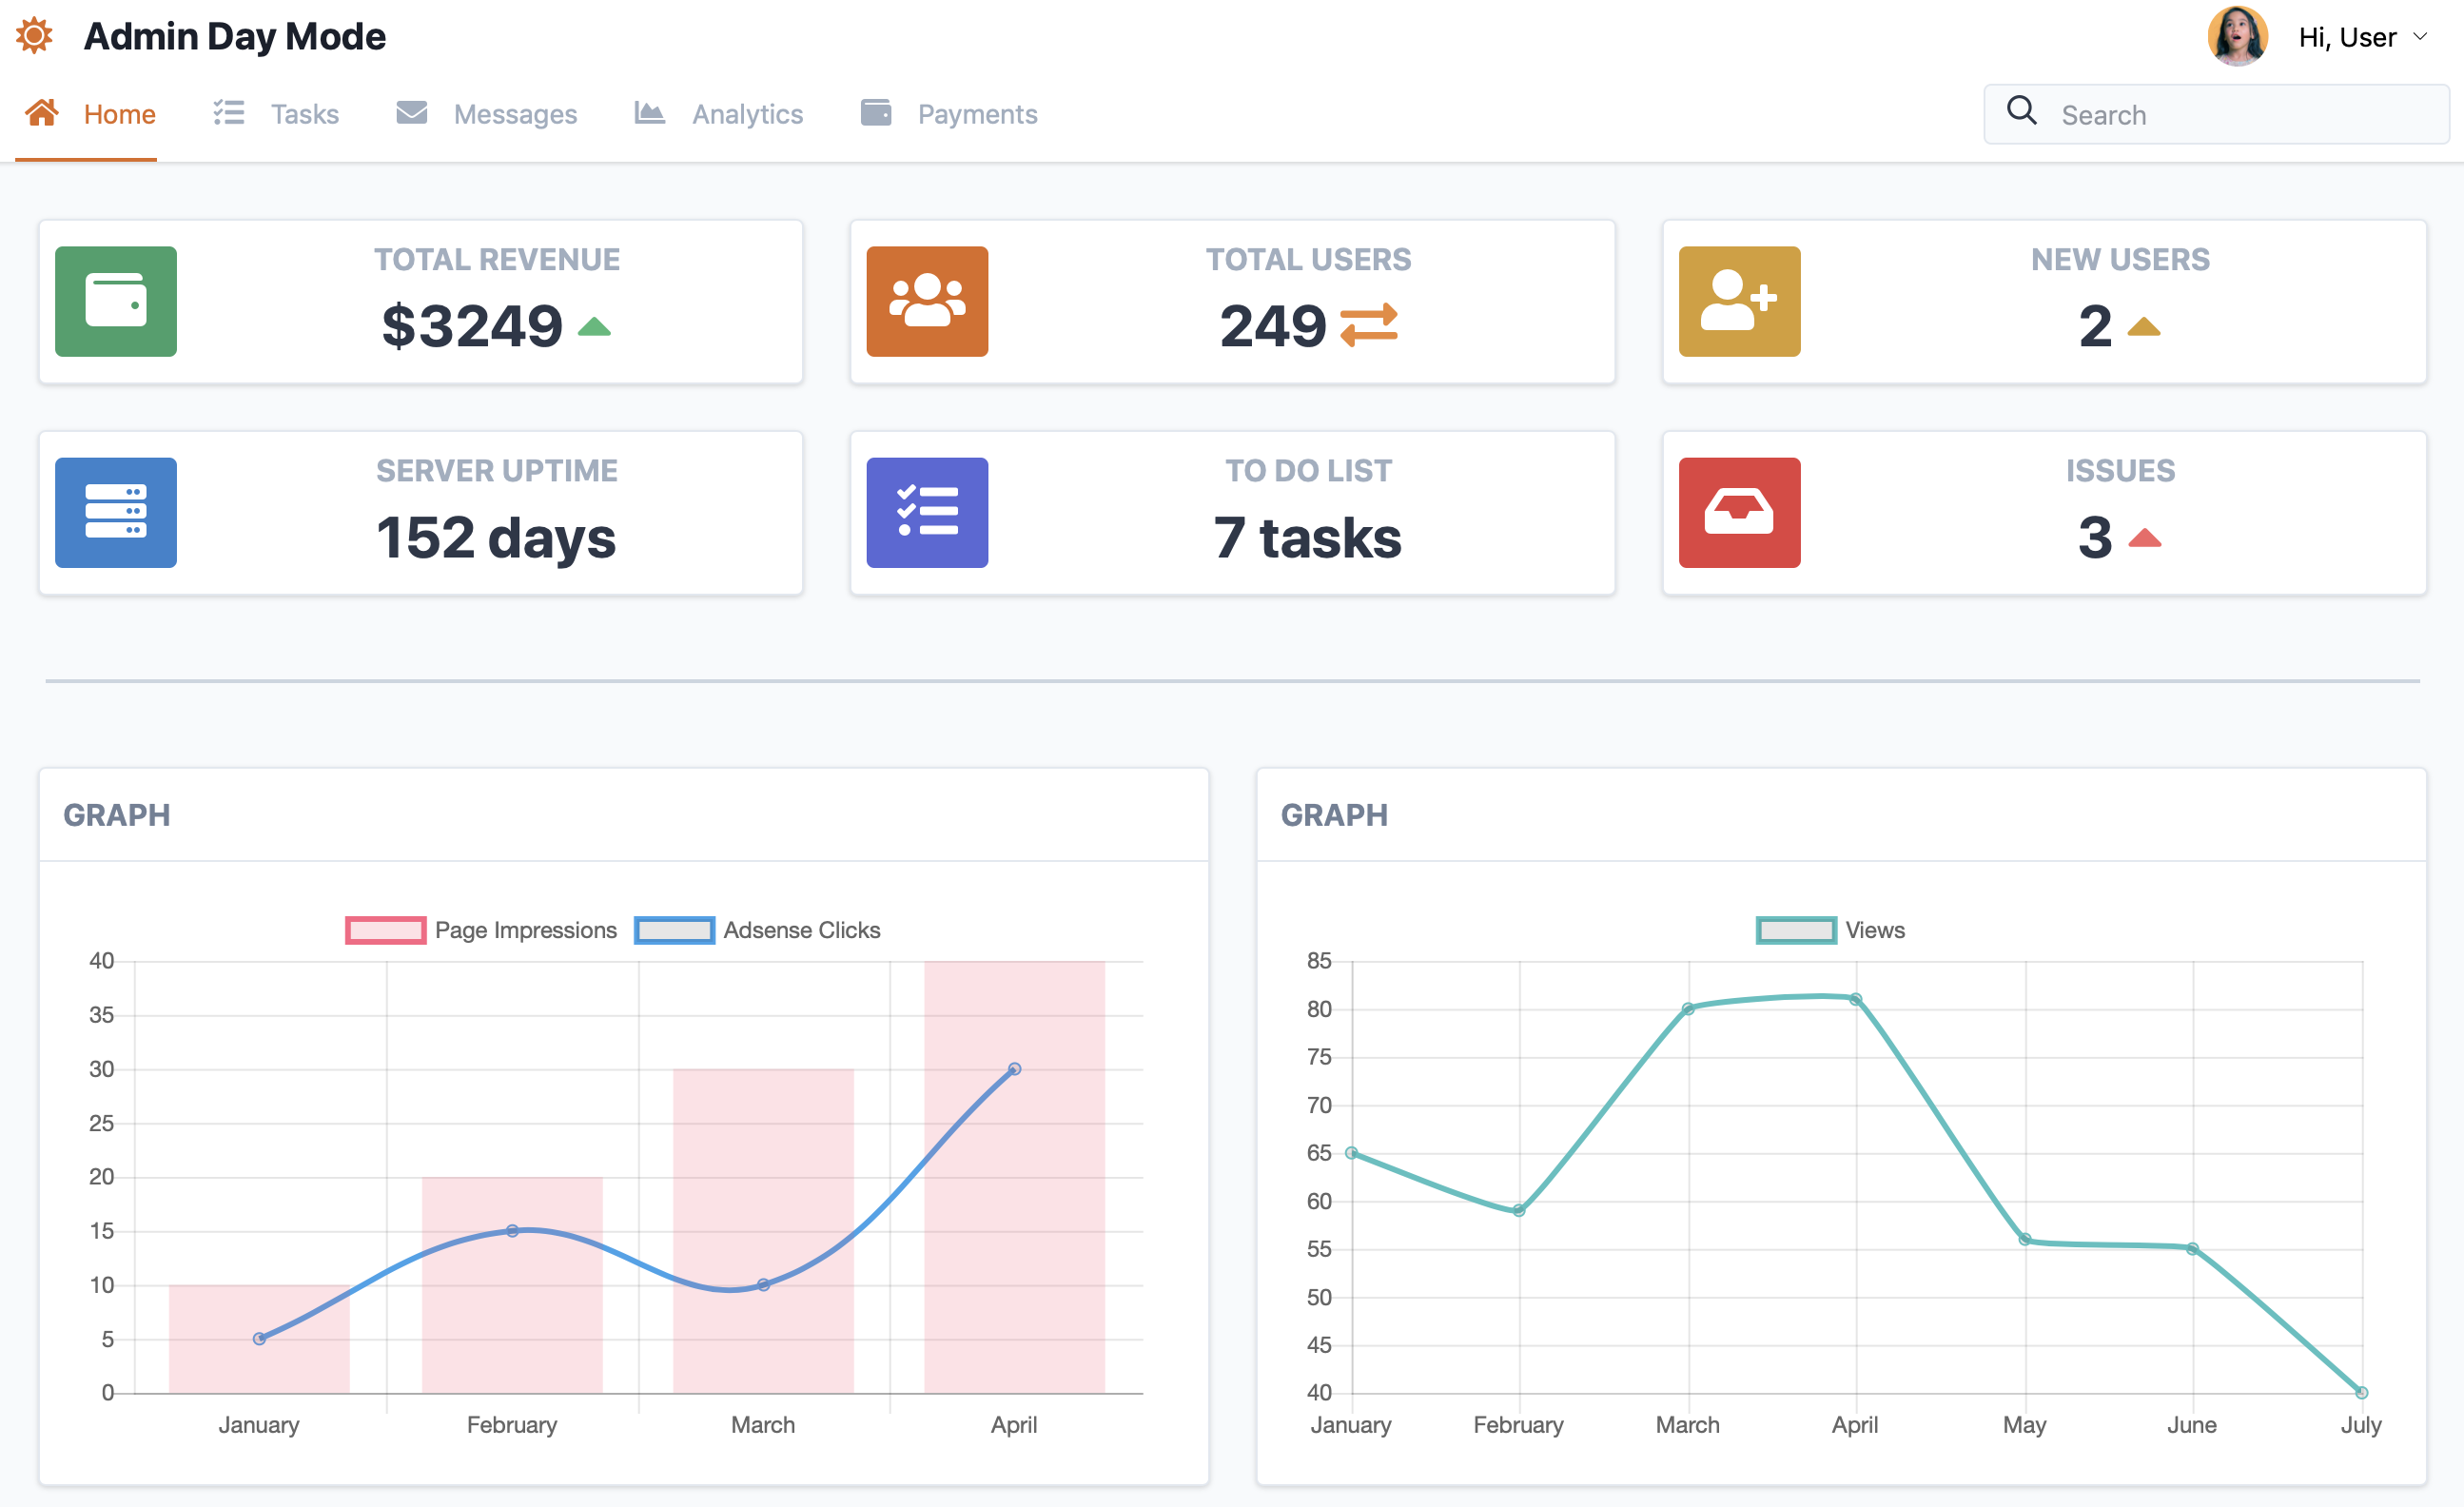 Admin Day Mode
Hi, User
Home
Tasks
Messages
Analytics
Payments
Search
TOTAL REVENUE
$3249
TOTAL USERS
249
NEW USERS
2
SERVER UPTIME
152 days
TO DO LIST
7 tasks
ISSUES
3
GRAPH
Page Impressions
Adsense Clicks
40
35
30
25
20
15
10
5
0
January
February
March
April
GRAPH
Views
85
80
75
70
65
60
55
50
45
40
January
February
March
April
May
June
July